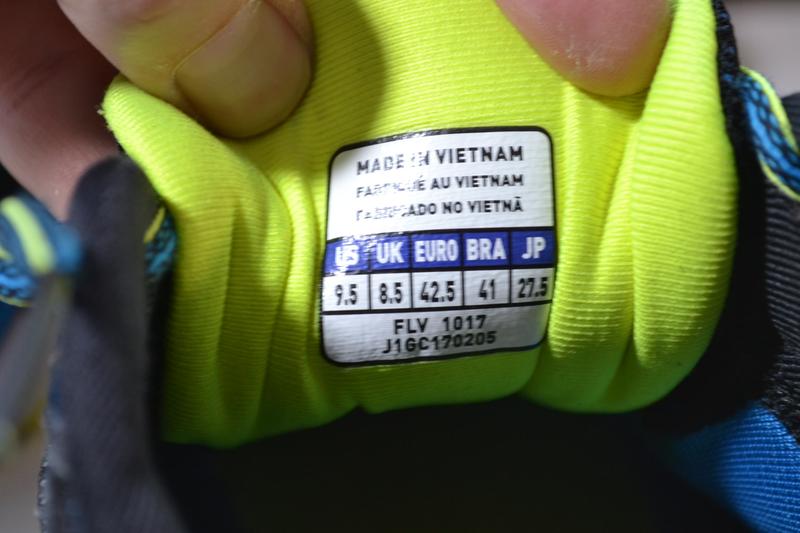 MADE IN VIETNAM
FABRIQUÉ AU VIETNAM
FABRICADO NO VIETNÃ
US UK EURO BRA JP
9.5 8.5 42.5 41 27.5
FLV 1017
J1GC170205